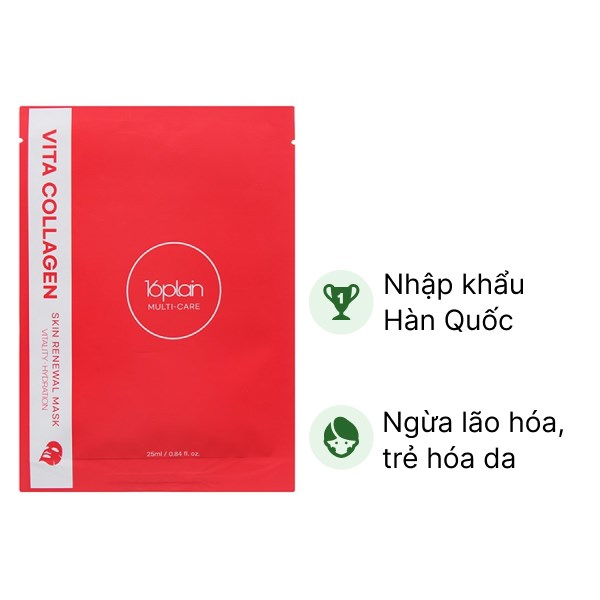 VITA COLLAGEN
SKIN RENEWAL MASK
VITALITY·HYDRATION
16plain
MULTI-CARE
25ml / 0.84 fl. oz.
1
Nhập khẩu
Hàn Quốc
Ngừa lão hóa,
trẻ hóa da